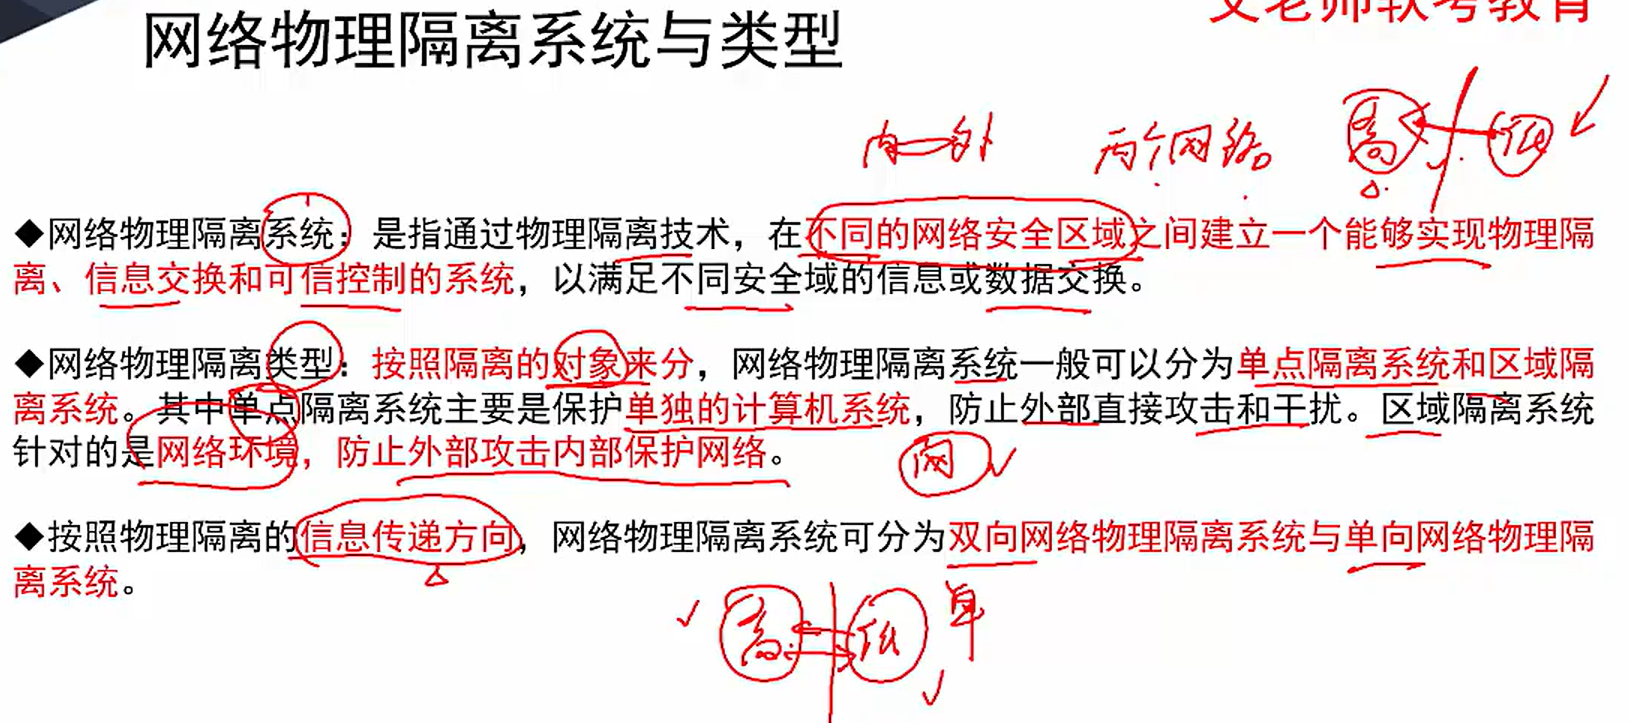 艾老师软考教育
网络物理隔离系统与类型
内 外 两个网络 高 低
◆网络物理隔离系统：是指通过物理隔离技术，在不同的网络安全区域之间建立一个能够实现物理隔
离、信息交换和可信控制的系统，以满足不同安全域的信息或数据交换。
◆网络物理隔离类型：按照隔离的对象来分，网络物理隔离系统一般可以分为单点隔离系统和区域隔
离系统。其中单点隔离系统主要是保护单独的计算机系统，防止外部直接攻击和干扰。区域隔离系统
针对的是网络环境，防止外部攻击内部保护网络。
网
◆按照物理隔离的信息传递方向，网络物理隔离系统可分为双向网络物理隔离系统与单向网络物理隔
离系统。
高 低 单